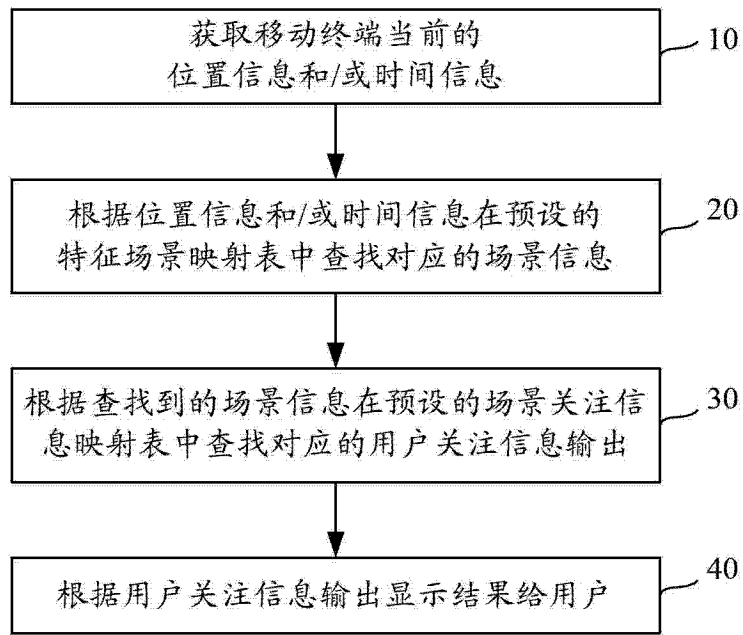 获取移动终端当前的
位置信息和/或时间信息
10
根据位置信息和/或时间信息在预设的
特征场景映射表中查找对应的场景信息
20
根据查找到的场景信息在预设的场景关注信
息映射表中查找对应的用户关注信息输出
30
根据用户关注信息输出显示结果给用户
40